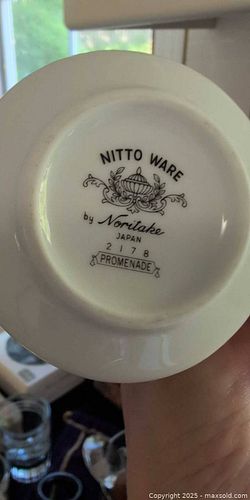 NITTO WARE
by Noritake
JAPAN
2178
PROMENADE
Copyright 2025 - maxsold.com